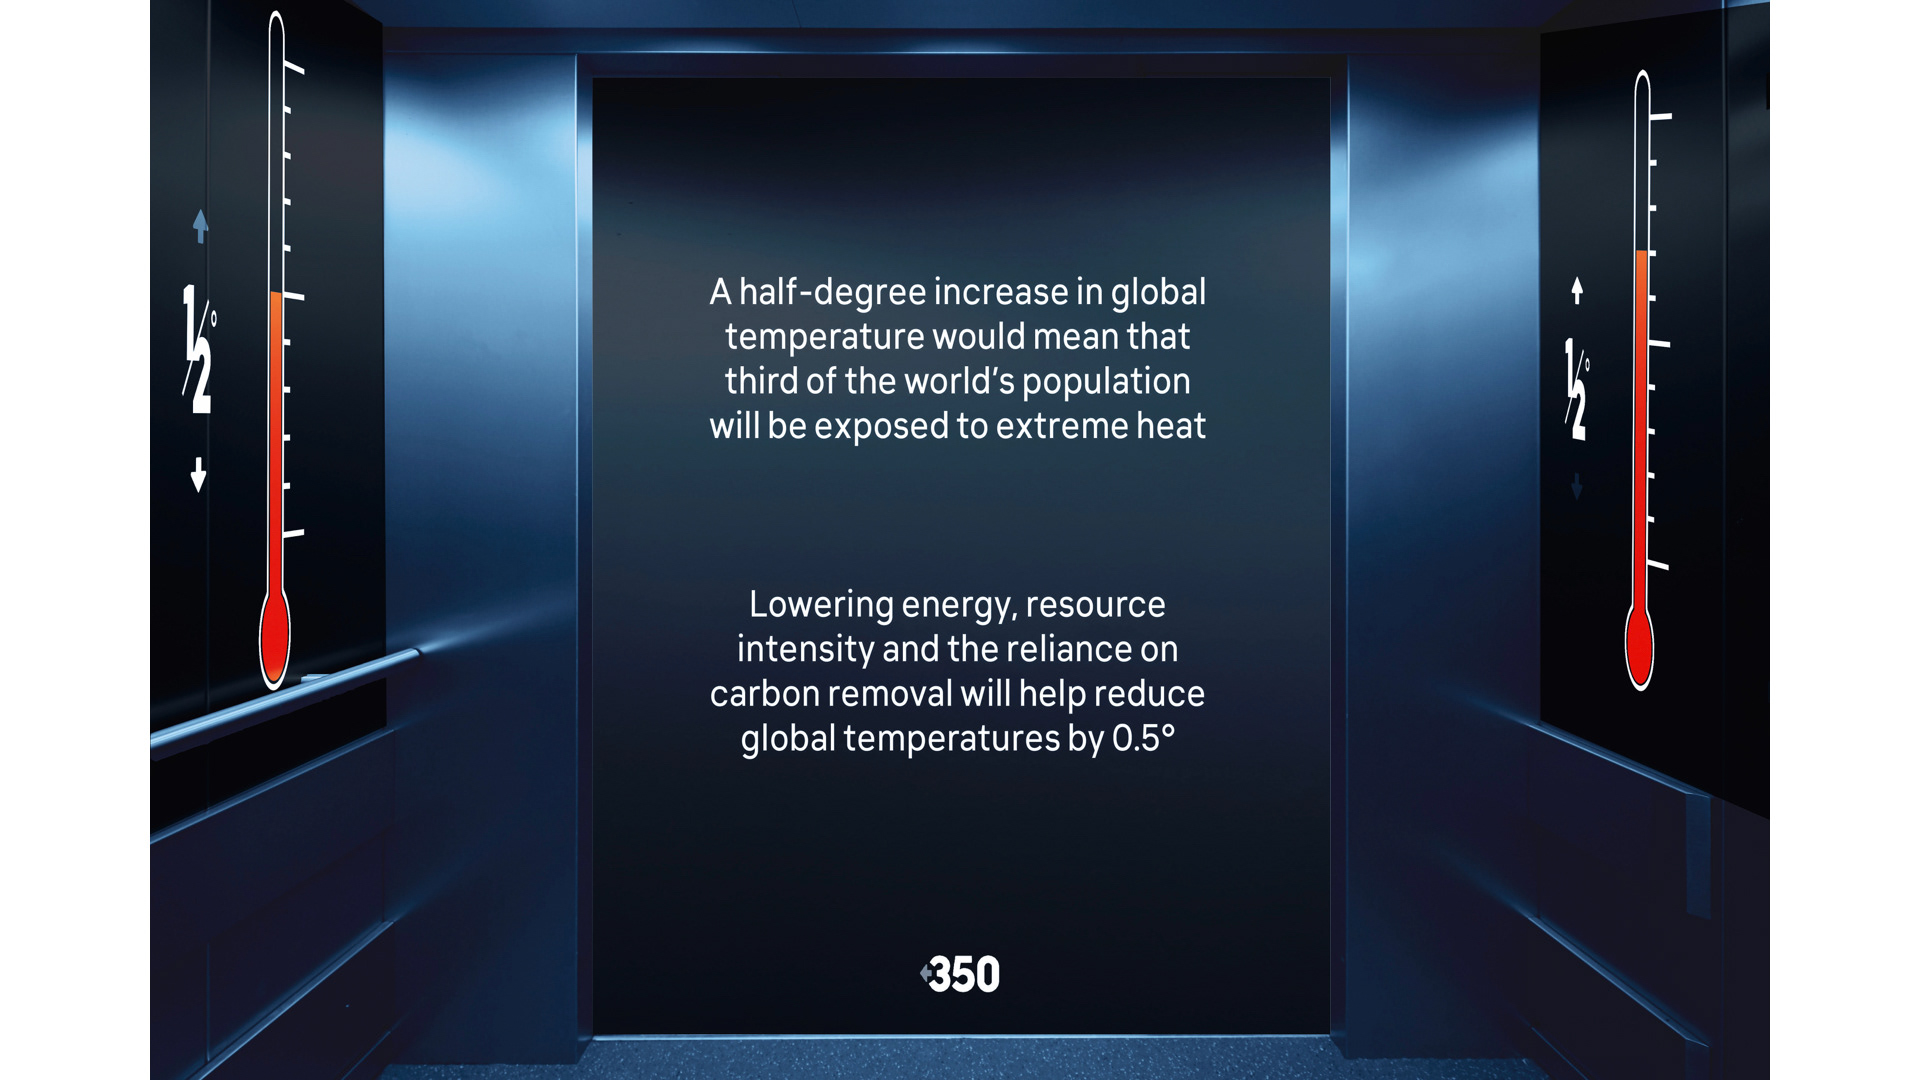 1/2°
A half-degree increase in global
temperature would mean that
third of the world's population
will be exposed to extreme heat
Lowering energy, resource
intensity and the reliance on
carbon removal will help reduce
global temperatures by 0.5°
350
1/2°